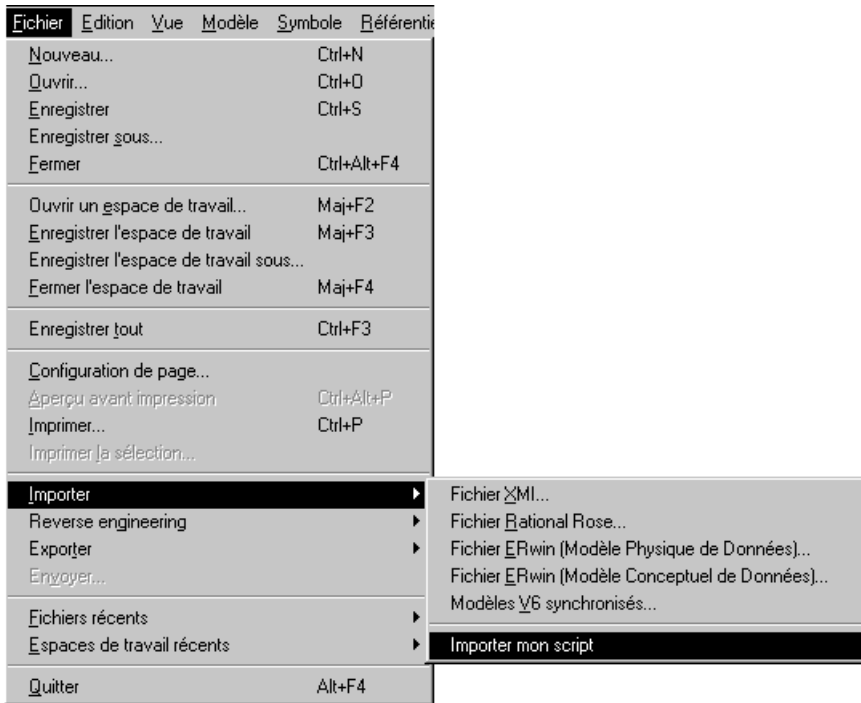 Fichier Edition Vue Modèle Symbole Référentie
Nouveau... Ctrl+N
Ouvrir... Ctrl+O
Enregistrer Ctrl+S
Enregistrer sous...
Fermer Ctrl+Alt+F4
Ouvrir un espace de travail... Maj+F2
Enregistrer l'espace de travail Maj+F3
Enregistrer l'espace de travail sous...
Fermer l'espace de travail Maj+F4
Enregistrer tout Ctrl+F3
Configuration de page...
Aperçu avant impression Ctrl+Alt+P
Imprimer... Ctrl+P
Imprimer la sélection...
Importer
Reverse engineering
Exporter
Envoyer...
Fichiers récents
Espaces de travail récents
Quitter Alt+F4
Fichier XMI...
Fichier Rational Rose...
Fichier ERwin (Modèle Physique de Données)...
Fichier ERwin (Modèle Conceptuel de Données)...
Modèles V6 synchronisés...
Importer mon script